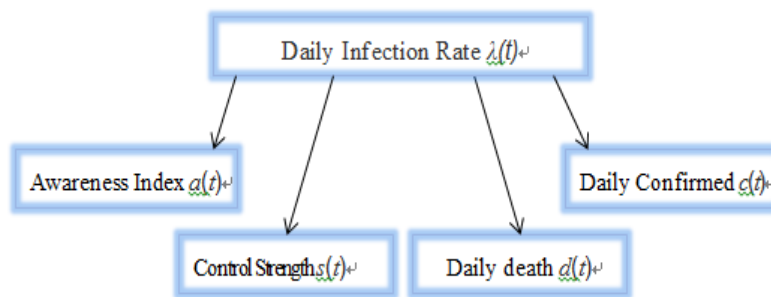 Daily Infection Rate λ(t)↵
Awareness Index a(t)↵
Daily Confirmed c(t)↵
Control Strength s(t)↵
Daily death d(t)↵